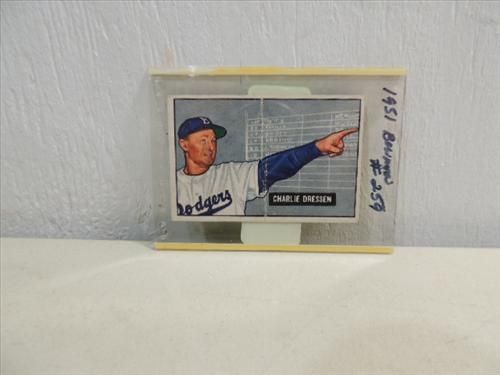 B
Dodgers
CHARLIE DRESSEN
1951 Bowman
#259